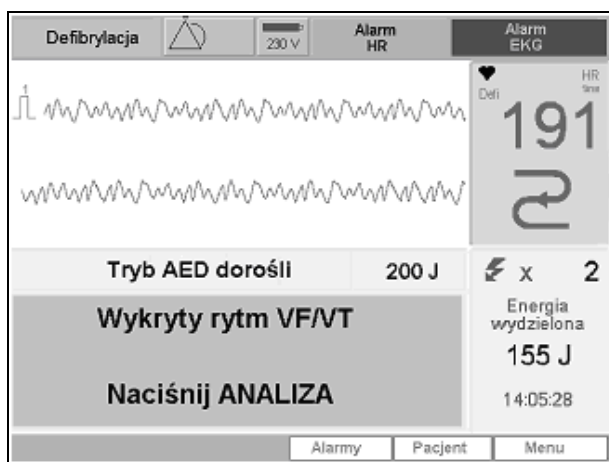 Defibrylacja
230 V
Alarm
HR
Alarm
EKG
1
Defi
HR
191
Tryb AED dorośli
200 J
x 2
Wykryty rytm VF/VT
Naciśnij ANALIZA
Energia
wydzielona
155 J
14:05:28
Alarmy
Pacjent
Menu